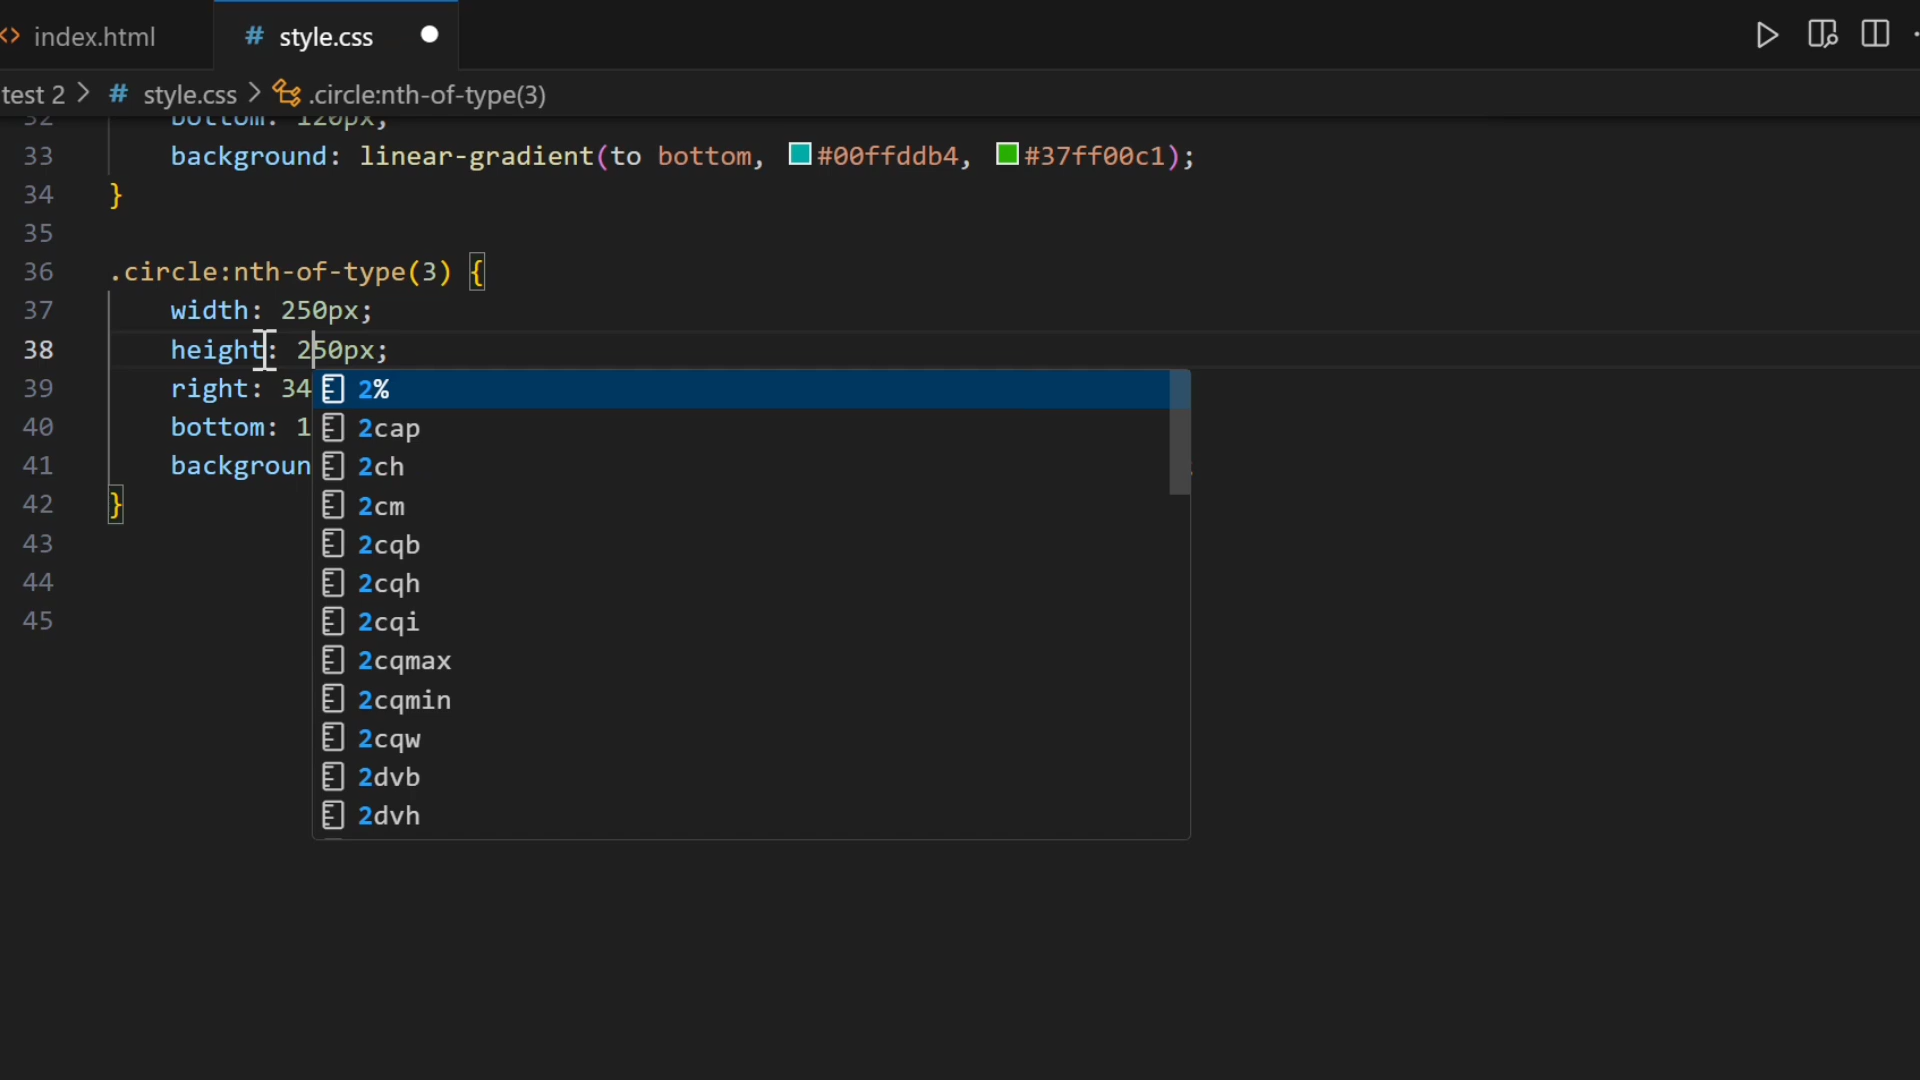 index.html
# style.css
test 2 > # style.css > .circle:nth-of-type(3)
32 bottom: 120px;
33 background: linear-gradient(to bottom, #00ffddb4, #37ff00c1);
34 }
35
36 .circle:nth-of-type(3) {
37 width: 250px;
38 height: 250px;
39 right: 34
40 bottom: 1
41 backgroun
42 }
43
44
45
2%
2cap
2ch
2cm
2cqb
2cqh
2cqi
2cqmax
2cqmin
2cqw
2dvb
2dvh